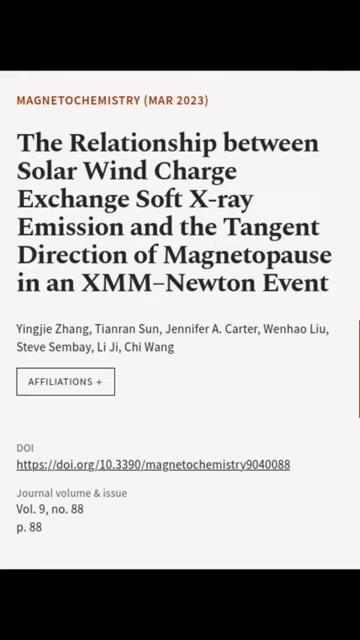 MAGNETOCHEMISTRY (MAR 2023)
The Relationship between
Solar Wind Charge
Exchange Soft X-ray
Emission and the Tangent
Direction of Magnetopause
in an XMM–Newton Event
Yingjie Zhang, Tianran Sun, Jennifer A. Carter, Wenhao Liu,
Steve Sembay, Li Ji, Chi Wang
AFFILIATIONS +
DOI
https://doi.org/10.3390/magnetochemistry9040088
Journal volume & issue
Vol. 9, no. 88
p. 88